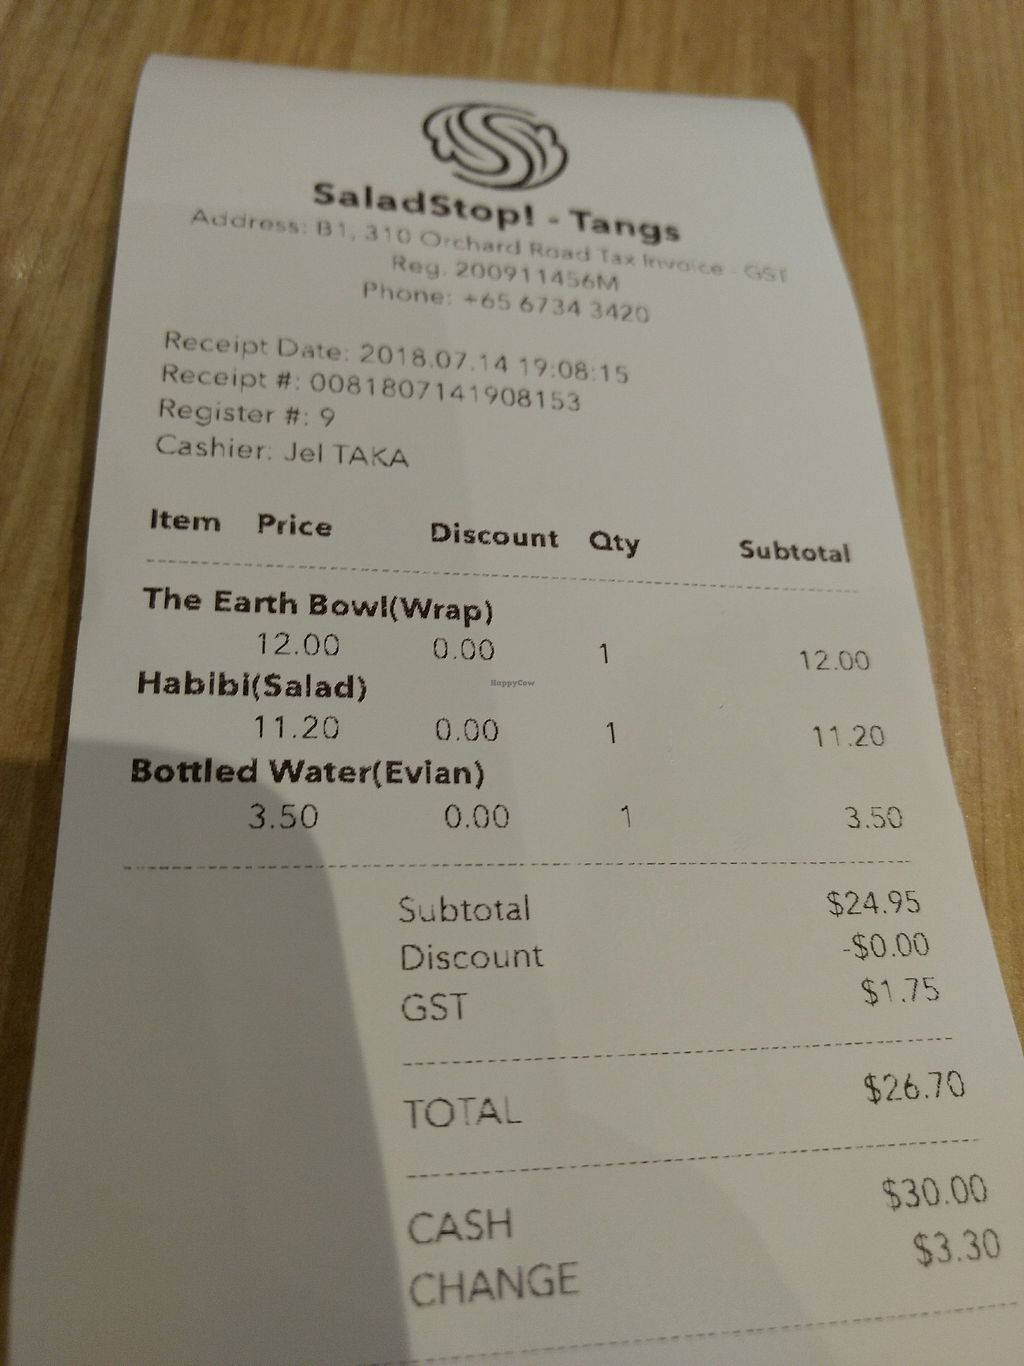 SaladStop! - Tangs
Address: B1, 310 Orchard Road Tax Invoice - GST
Reg. 200911456M
Phone: +65 6734 3420
Receipt Date: 2018.07.14 19:08:15
Receipt #: 0081807141908153
Register #: 9
Cashier: Jel TAKA
Item Price Discount Qty Subtotal
The Earth Bowl(Wrap)
12.00 0.00 1 12.00
Habibi(Salad)
HappyCow
11.20 0.00 1 11.20
Bottled Water(Evian)
3.50 0.00 1 3.50
Subtotal $24.95
Discount -$0.00
GST $1.75
TOTAL $26.70
CASH $30.00
CHANGE $3.30